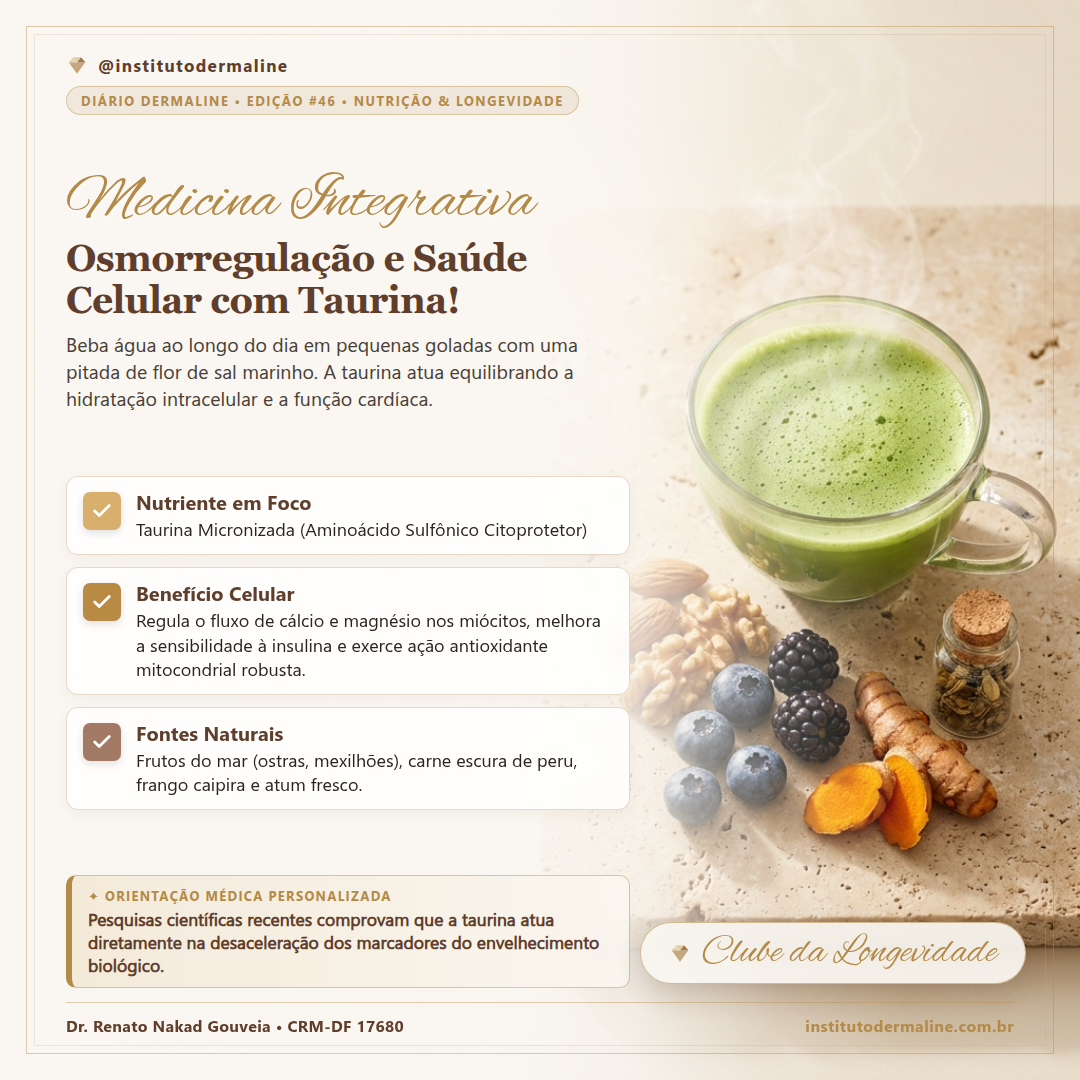 @institutodermaline
DIÁRIO DERMALINE • EDIÇÃO #46 • NUTRIÇÃO & LONGEVIDADE
Medicina Integrativa
Osmorregulação e Saúde
Celular com Taurina!
Beba água ao longo do dia em pequenas goladas com uma
pitada de flor de sal marinho. A taurina atua equilibrando a
hidratação intracelular e a função cardíaca.
Nutriente em Foco
Taurina Micronizada (Aminoácido Sulfônico Citoprotetor)
Benefício Celular
Regula o fluxo de cálcio e magnésio nos miócitos, melhora
a sensibilidade à insulina e exerce ação antioxidante
mitocondrial robusta.
Fontes Naturais
Frutos do mar (ostras, mexilhões), carne escura de peru,
frango caipira e atum fresco.
✦ ORIENTAÇÃO MÉDICA PERSONALIZADA
Pesquisas científicas recentes comprovam que a taurina atua
diretamente na desaceleração dos marcadores do envelhecimento
biológico.
Clube da Longevidade
Dr. Renato Nakad Gouveia • CRM-DF 17680
institutodermaline.com.br